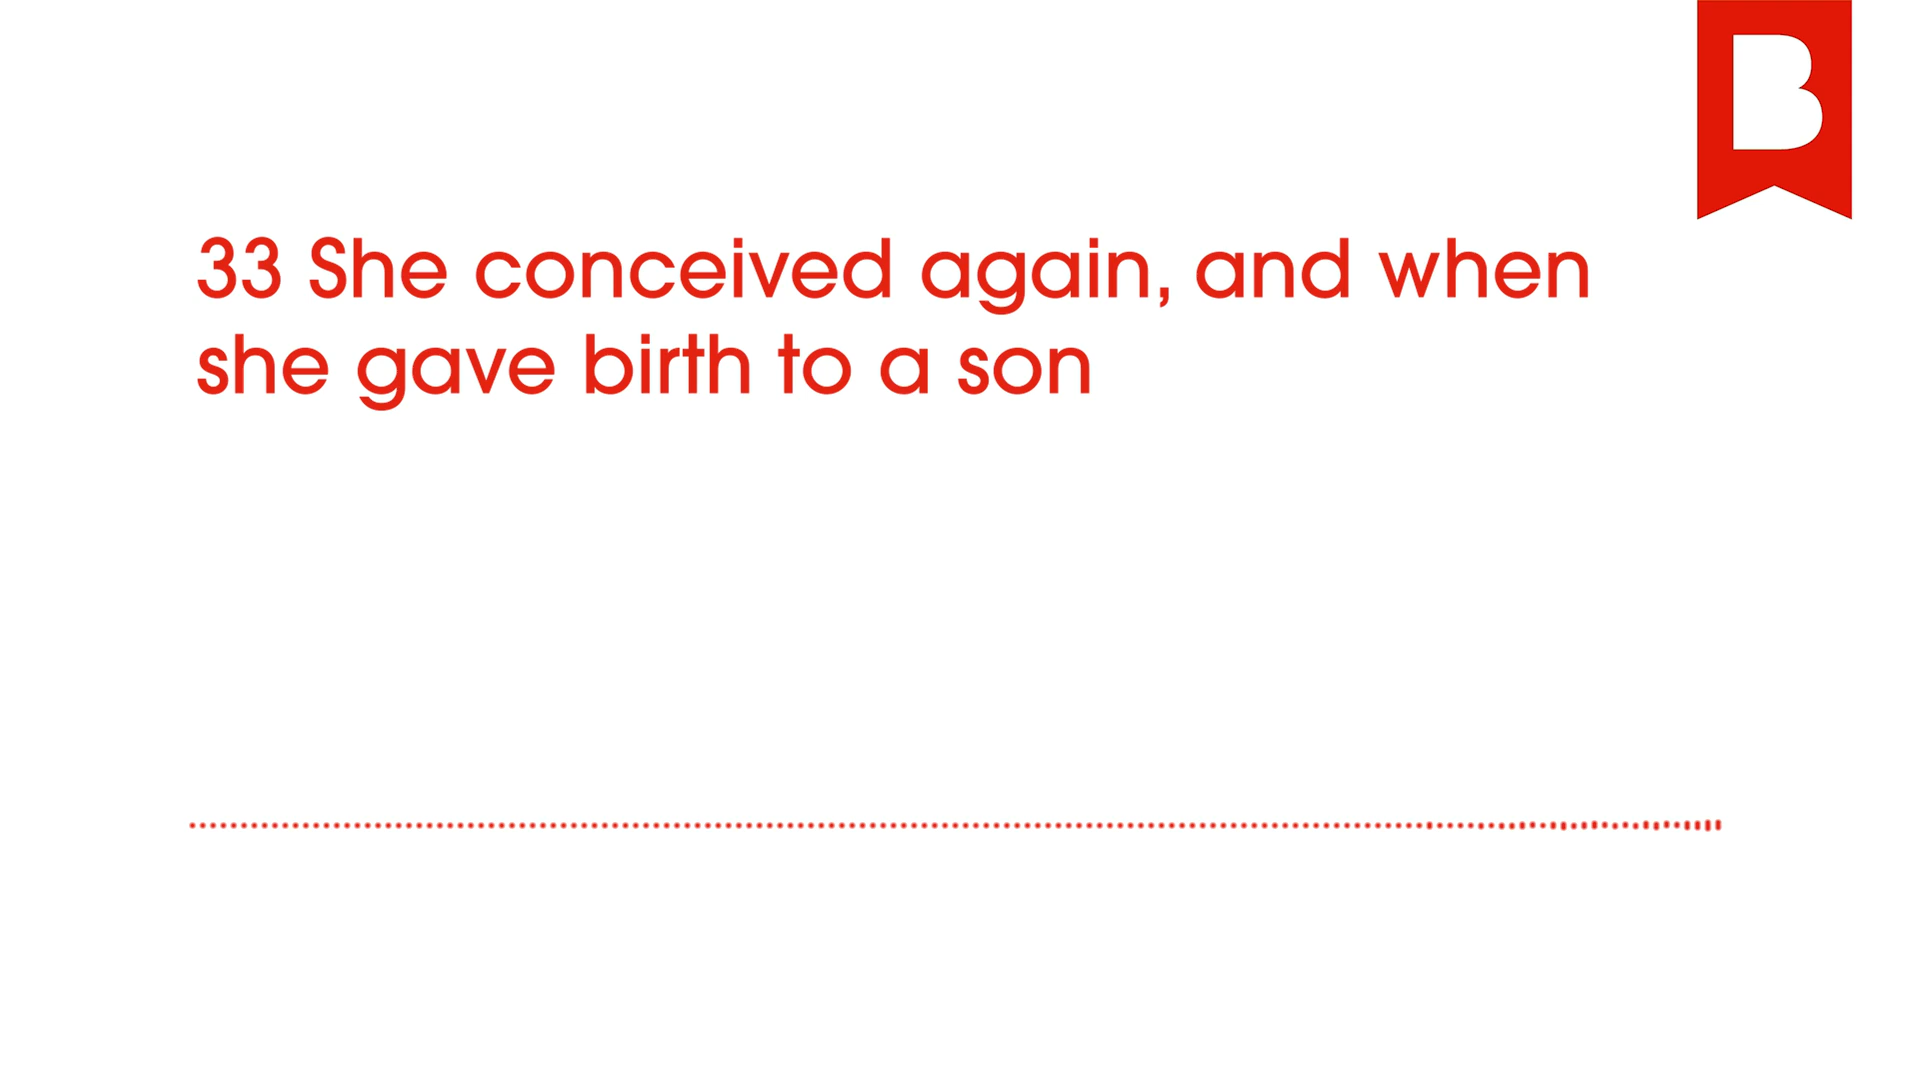 B
33 She conceived again, and when
she gave birth to a son